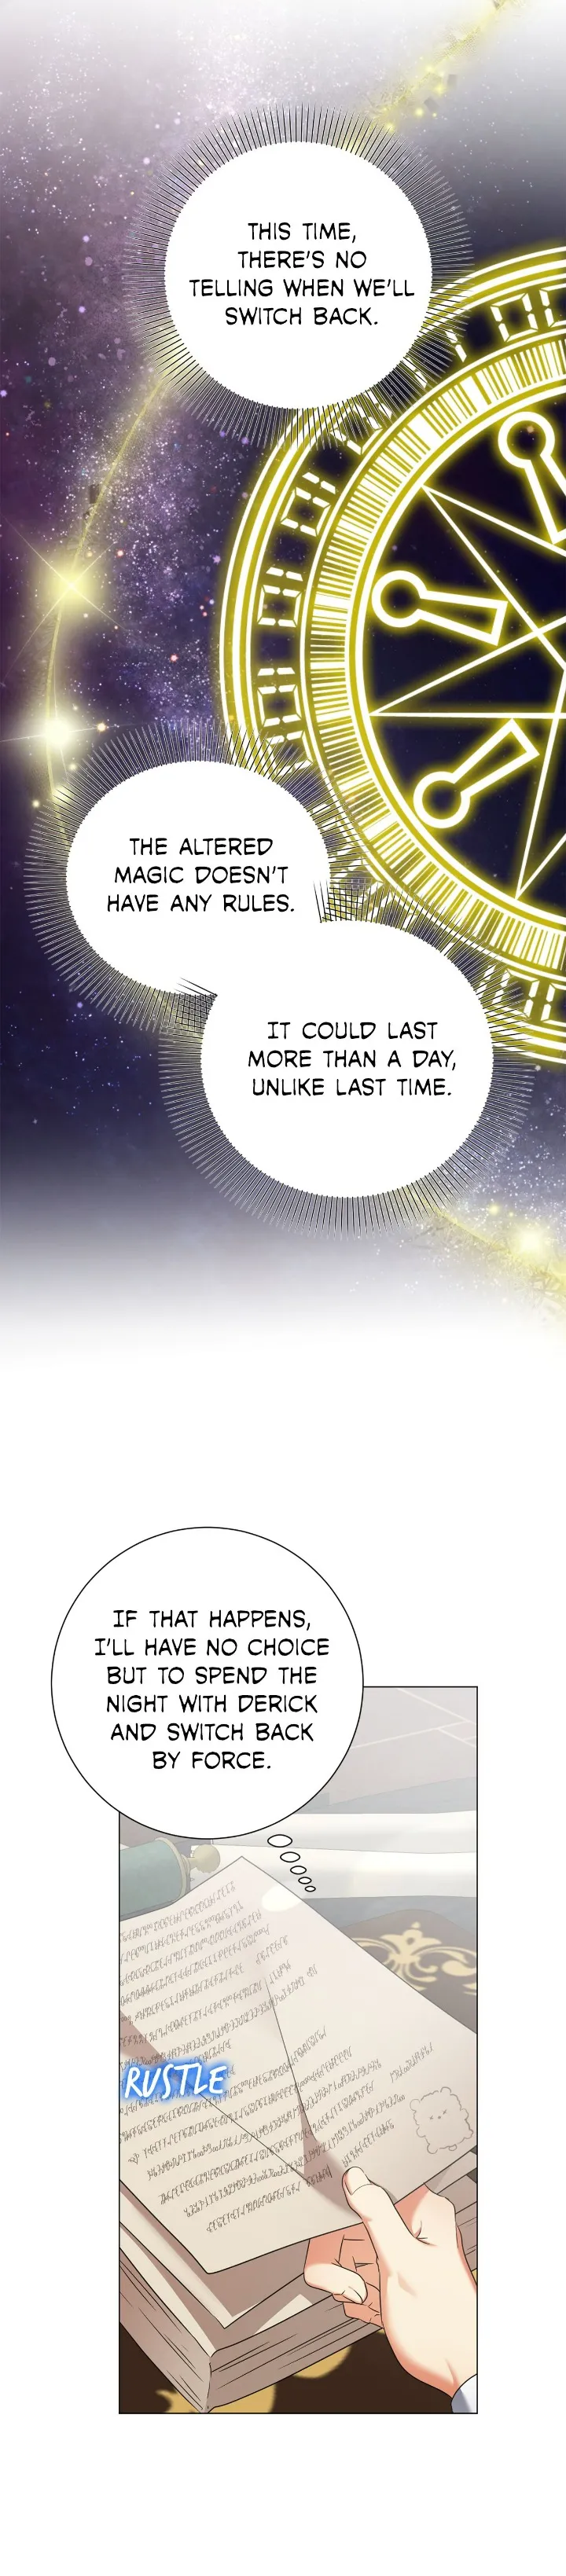 THIS TIME,
THERE'S NO
TELLING WHEN WE'LL
SWITCH BACK.
THE ALTERED
MAGIC DOESN'T
HAVE ANY RULES.
IT COULD LAST
MORE THAN A DAY,
UNLIKE LAST TIME.
IF THAT HAPPENS,
I'LL HAVE NO CHOICE
BUT TO SPEND THE
NIGHT WITH DERICK
AND SWITCH BACK
BY FORCE.
RUSTLE